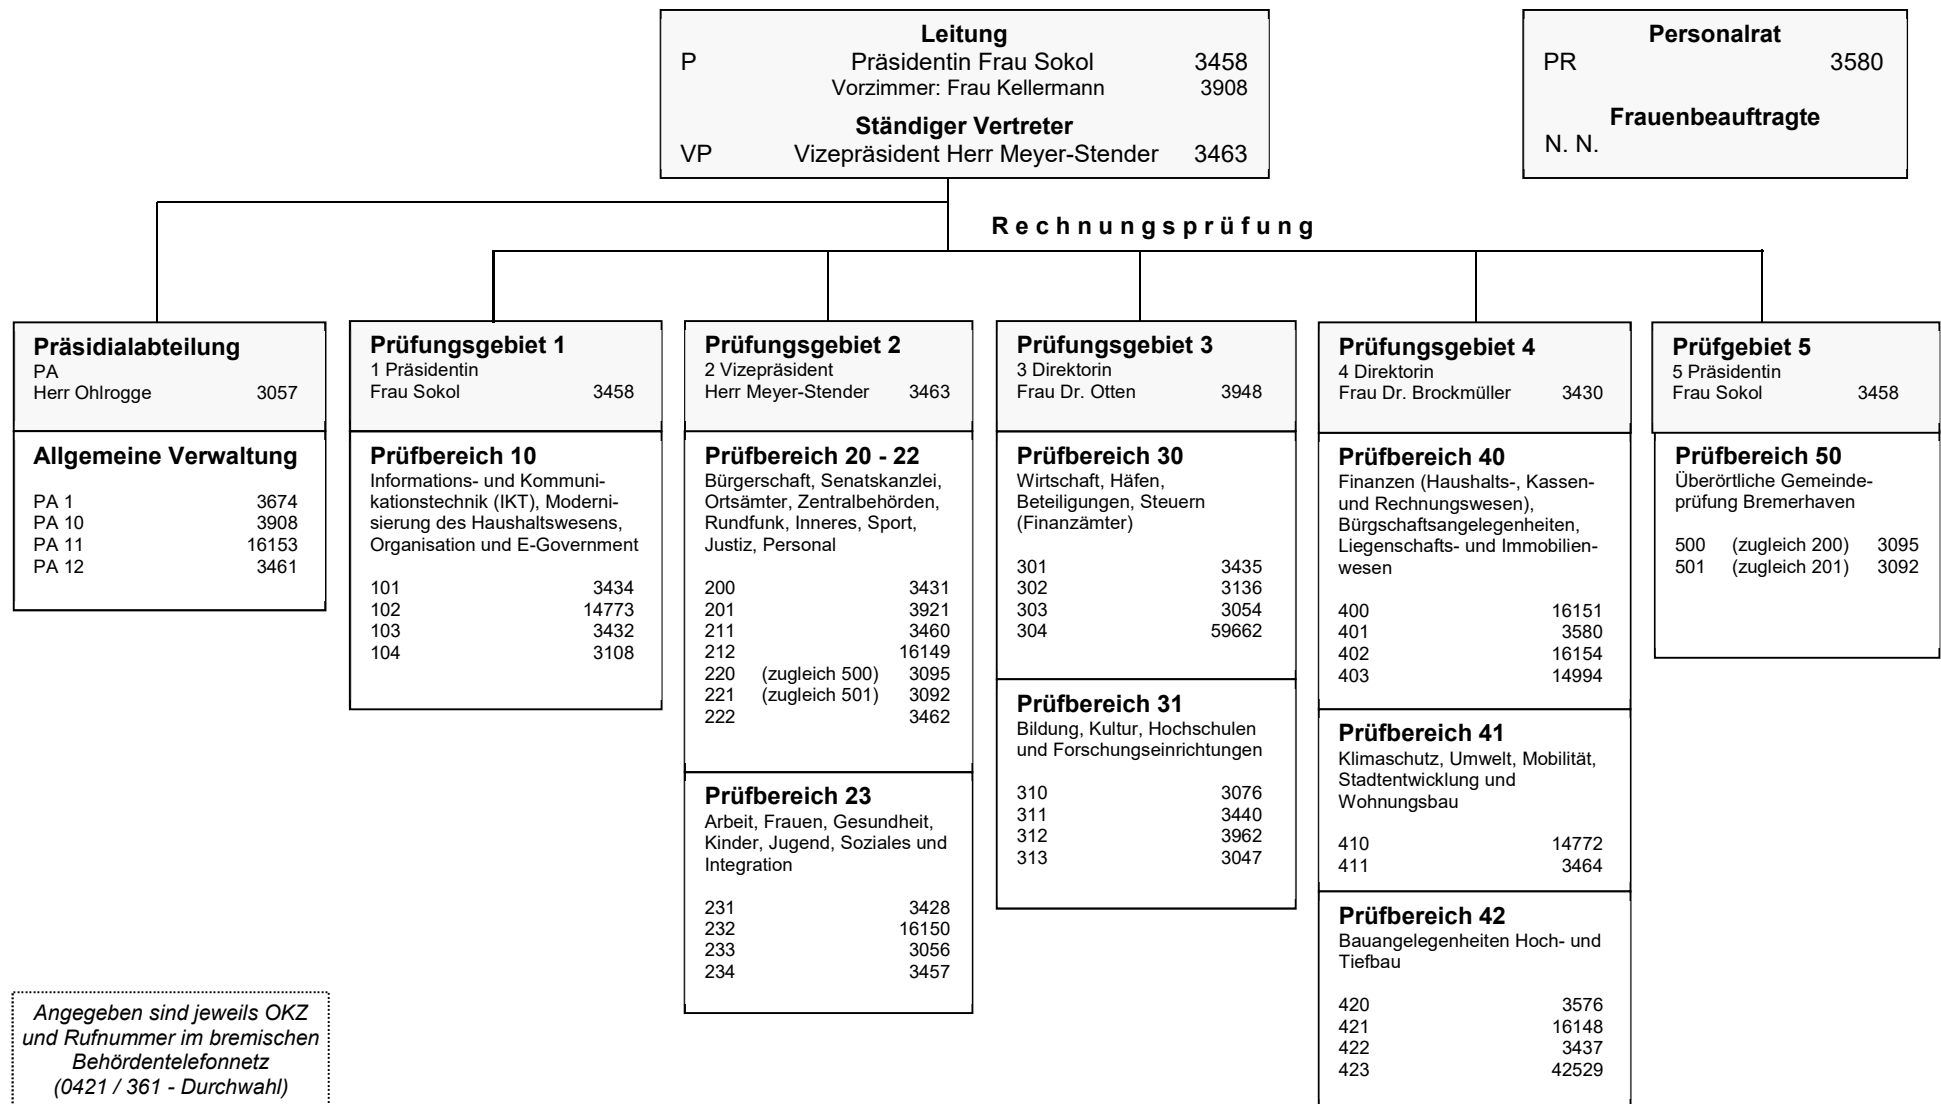 Leitung
P Präsidentin Frau Sokol 3458
Vorzimmer: Frau Kellermann 3908
Ständiger Vertreter
VP Vizepräsident Herr Meyer-Stender 3463
Personalrat
PR 3580
Frauenbeauftragte
N. N.
Rechnungsprüfung
Präsidialabteilung
PA
Herr Ohlrogge 3057
Allgemeine Verwaltung
PA 1 3674
PA 10 3908
PA 11 16153
PA 12 3461
Prüfungsgebiet 1
1 Präsidentin
Frau Sokol 3458
Prüfbereich 10
Informations- und Kommuni-
kationstechnik (IKT), Moderni-
sierung des Haushaltswesens,
Organisation und E-Government
101 3434
102 14773
103 3432
104 3108
Prüfungsgebiet 2
2 Vizepräsident
Herr Meyer-Stender 3463
Prüfbereich 20 - 22
Bürgerschaft, Senatskanzlei,
Ortsämter, Zentralbehörden,
Rundfunk, Inneres, Sport,
Justiz, Personal
200 3431
201 3921
211 3460
212 16149
220 (zugleich 500) 3095
221 (zugleich 501) 3092
222 3462
Prüfbereich 23
Arbeit, Frauen, Gesundheit,
Kinder, Jugend, Soziales und
Integration
231 3428
232 16150
233 3056
234 3457
Prüfungsgebiet 3
3 Direktorin
Frau Dr. Otten 3948
Prüfbereich 30
Wirtschaft, Häfen,
Beteiligungen, Steuern
(Finanzämter)
301 3435
302 3136
303 3054
304 59662
Prüfbereich 31
Bildung, Kultur, Hochschulen
und Forschungseinrichtungen
310 3076
311 3440
312 3962
313 3047
Prüfungsgebiet 4
4 Direktorin
Frau Dr. Brockmüller 3430
Prüfbereich 40
Finanzen (Haushalts-, Kassen-
und Rechnungswesen),
Bürgschaftsangelegenheiten,
Liegenschafts- und Immobilien-
wesen
400 16151
401 3580
402 16154
403 14994
Prüfbereich 41
Klimaschutz, Umwelt, Mobilität,
Stadtentwicklung und
Wohnungsbau
410 14772
411 3464
Prüfbereich 42
Bauangelegenheiten Hoch- und
Tiefbau
420 3576
421 16148
422 3437
423 42529
Prüfgebiet 5
5 Präsidentin
Frau Sokol 3458
Prüfbereich 50
Überörtliche Gemeinde-
prüfung Bremerhaven
500 (zugleich 200) 3095
501 (zugleich 201) 3092
Angegeben sind jeweils OKZ
und Rufnummer im bremischen
Behördentelefonnetz
(0421 / 361 - Durchwahl)